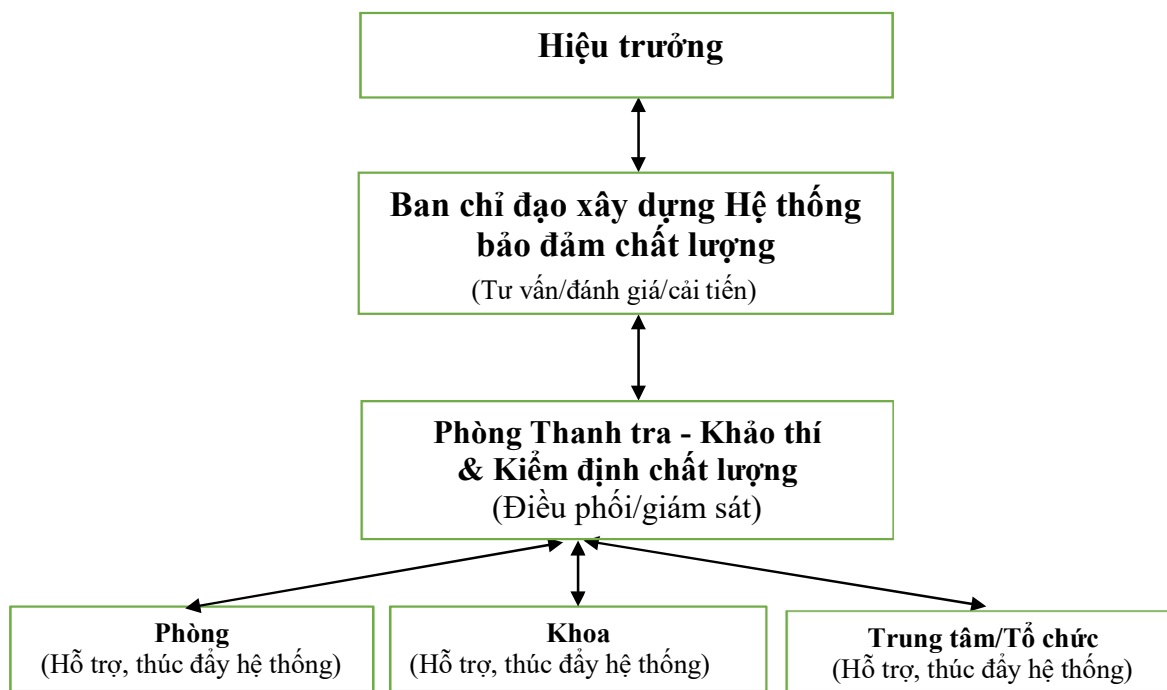 Hiệu trưởng
Ban chỉ đạo xây dựng Hệ thống
bảo đảm chất lượng
(Tư vấn/đánh giá/cải tiến)
Phòng Thanh tra - Khảo thí
& Kiểm định chất lượng
(Điều phối/giám sát)
Phòng
(Hỗ trợ, thúc đẩy hệ thống)
Khoa
(Hỗ trợ, thúc đẩy hệ thống)
Trung tâm/Tổ chức
(Hỗ trợ, thúc đẩy hệ thống)